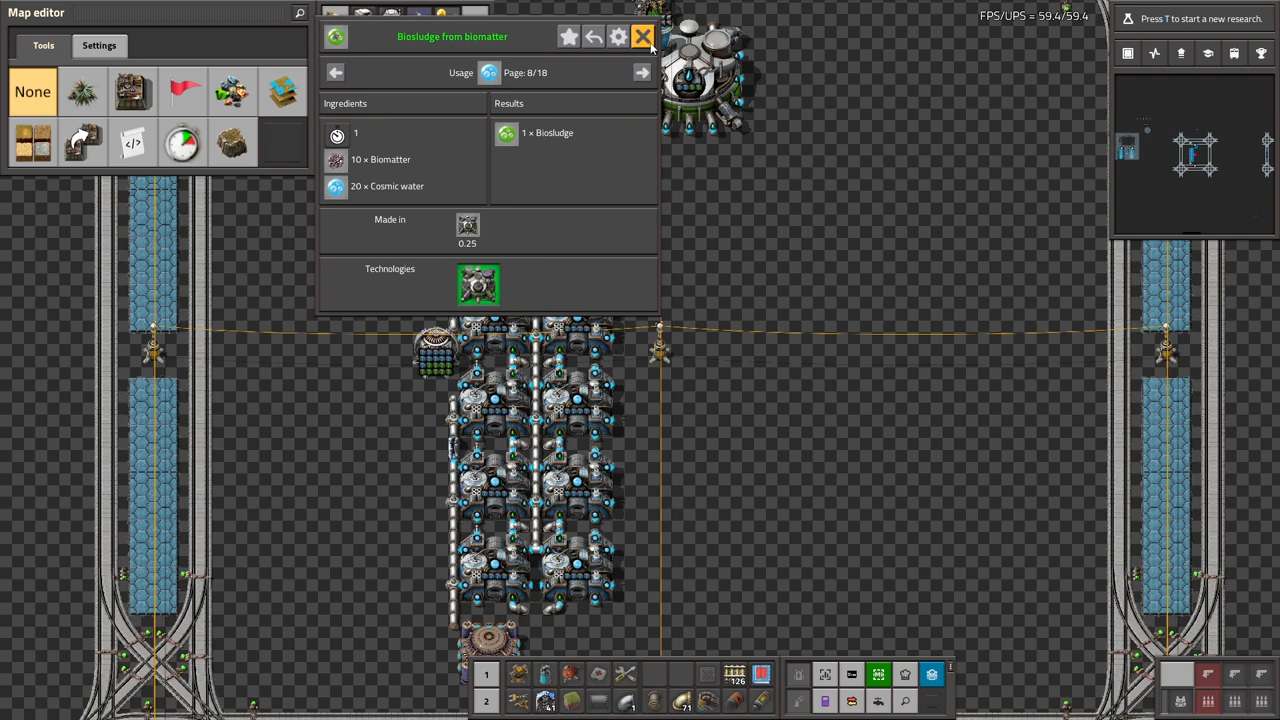 Map editor
Tools
Settings
None
Biosludge from biomatter
Usage
Page: 8/18
Ingredients
Results
1
1 × Biosludge
10 × Biomatter
20 × Cosmic water
Made in
0.25
Technologies
FPS/UPS = 59.4/59.4
Press T to start a new research.
1
126
2
41
1
71